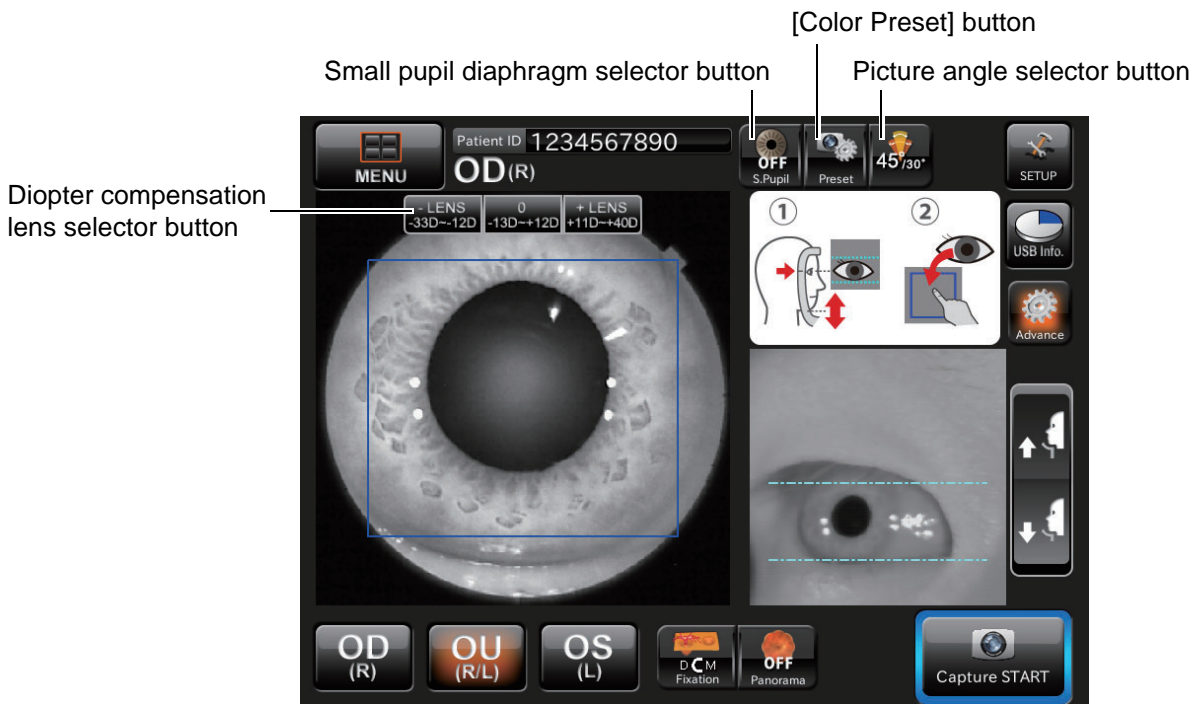 [Color Preset] button
Small pupil diaphragm selector button
Picture angle selector button
Diopter compensation
lens selector button
MENU
Patient ID 1234567890
OD(R)
OFF
S.Pupil
Preset
45°/30°
SETUP
- LENS
-33D~-12D
0
-13D~+12D
+ LENS
+11D~+40D
1
2
USB Info.
Advance
OD
(R)
OU
(R/L)
OS
(L)
D C M
Fixation
OFF
Panorama
Capture START